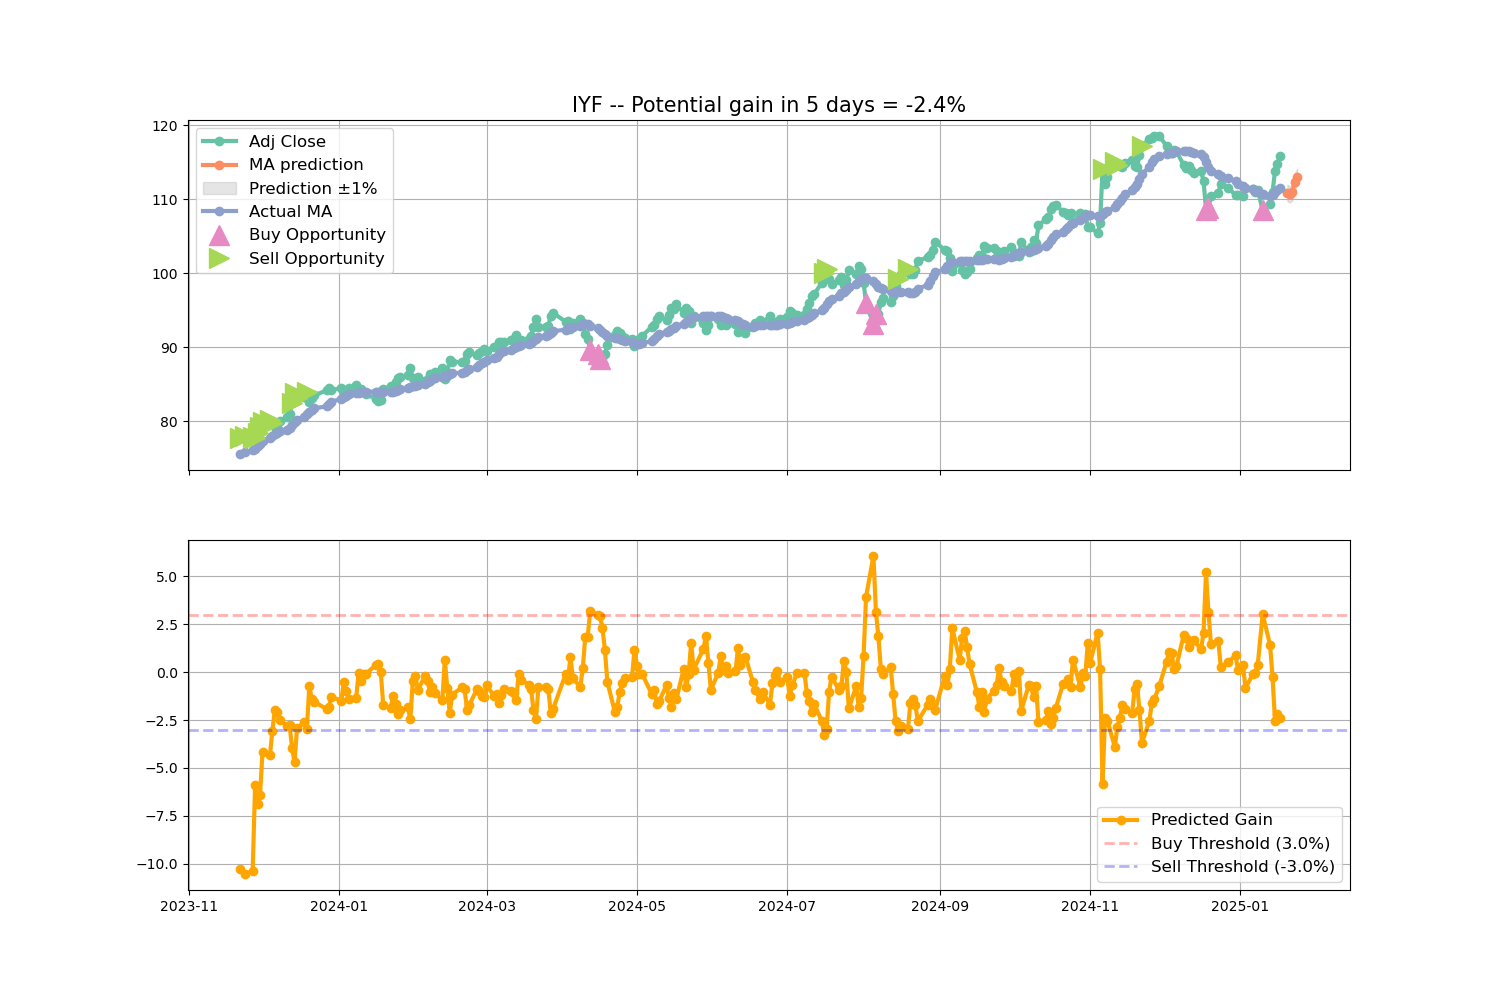 IYF -- Potential gain in 5 days = -2.4%
120
110
100
90
80
Adj Close
MA prediction
Prediction ±1%
Actual MA
Buy Opportunity
Sell Opportunity
5.0
2.5
0.0
−2.5
−5.0
−7.5
−10.0
Predicted Gain
Buy Threshold (3.0%)
Sell Threshold (-3.0%)
2023-11
2024-01
2024-03
2024-05
2024-07
2024-09
2024-11
2025-01